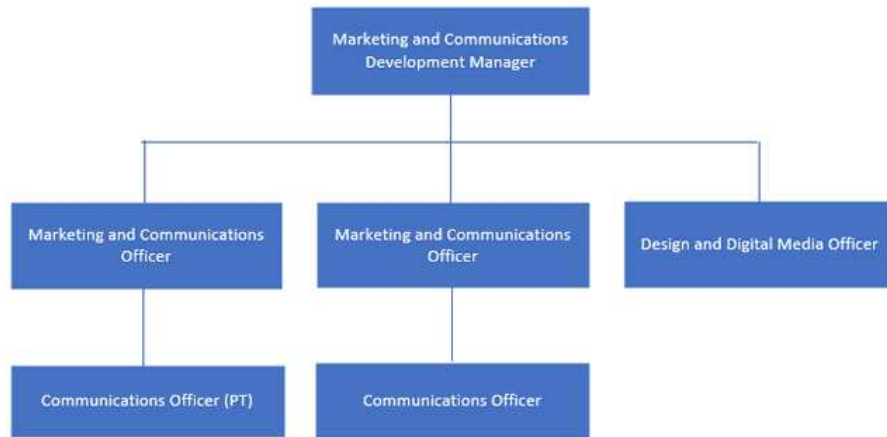 Marketing and Communications
Development Manager
Marketing and Communications
Officer
Marketing and Communications
Officer
Design and Digital Media Officer
Communications Officer (PT)
Communications Officer